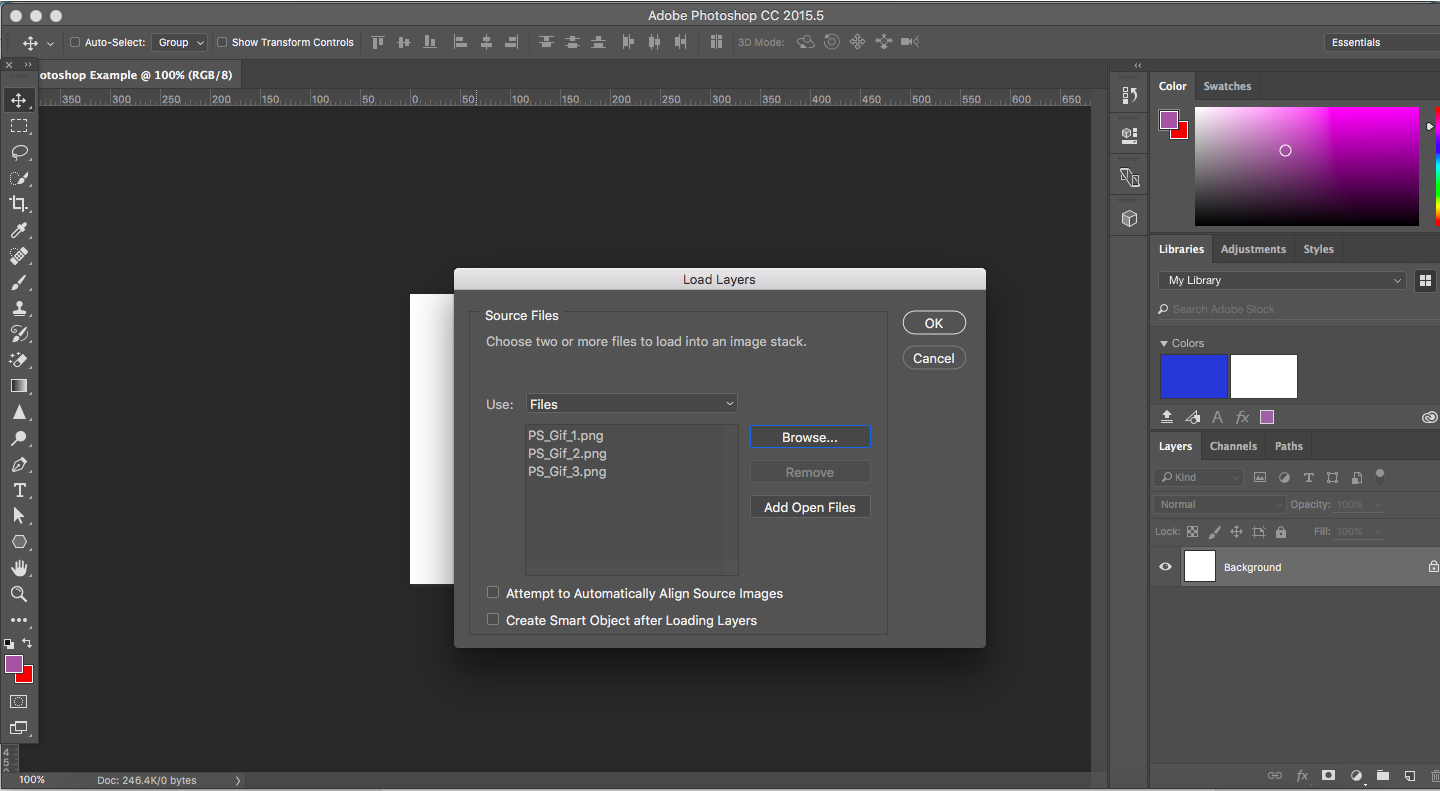 Adobe Photoshop CC 2015.5
Auto-Select: Group Show Transform Controls 3D Mode: Essentials
otoshop Example @ 100% (RGB/8)
350 300 250 200 150 100 50 0 50 100 150 200 250 300 350 400 450 500 550 600 650
Color Swatches
Libraries Adjustments Styles
My Library
Search Adobe Stock
Colors
Load Layers
Source Files
Choose two or more files to load into an image stack.
OK
Cancel
Use: Files
PS_Gif_1.png
PS_Gif_2.png
PS_Gif_3.png
Browse...
Remove
Add Open Files
Attempt to Automatically Align Source Images
Create Smart Object after Loading Layers
A fx
Layers Channels Paths
Kind T
Normal Opacity: 100%
Lock: Fill: 100%
Background
T
4
5
100% Doc: 246.4K/0 bytes
fx